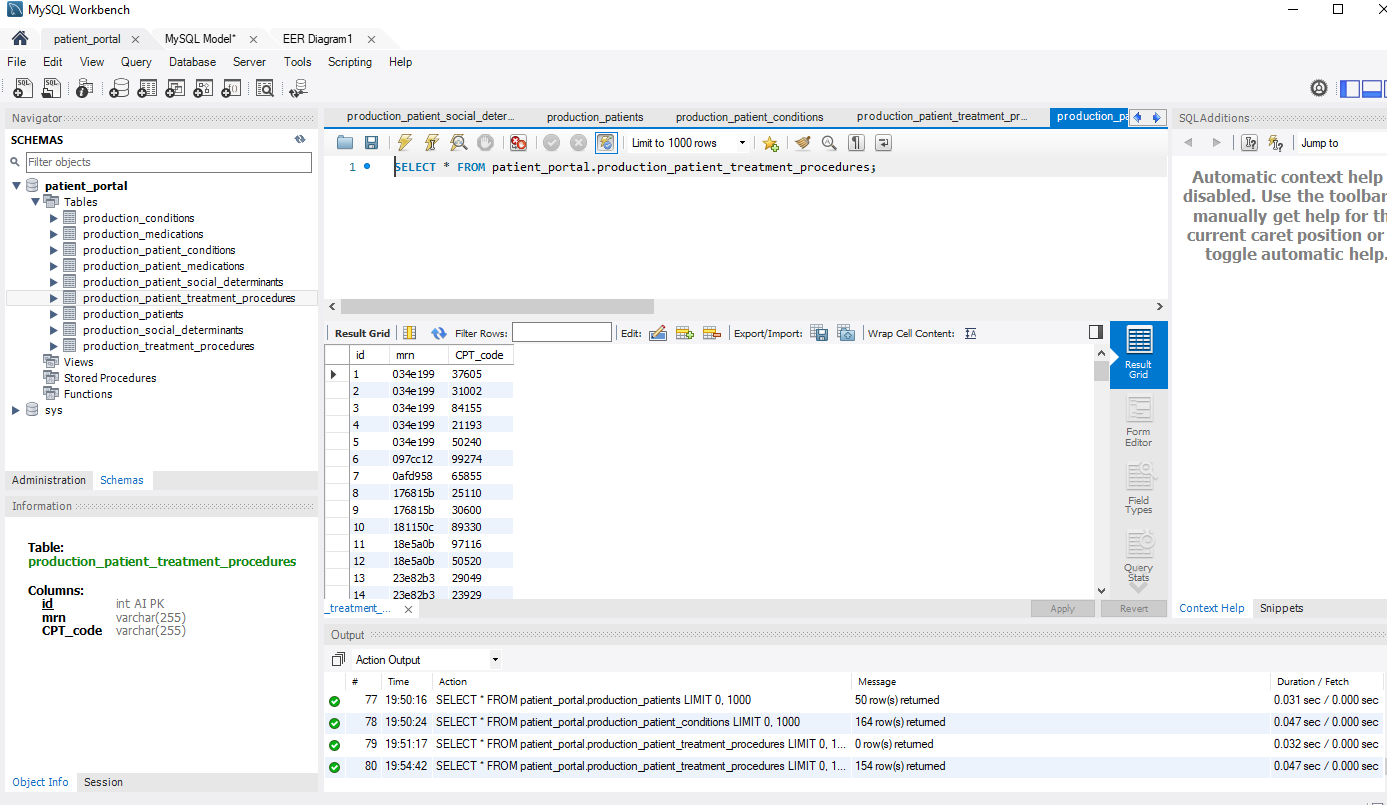 MySQL Workbench
patient_portal
MySQL Model*
EER Diagram1
File Edit View Query Database Server Tools Scripting Help
Navigator
SCHEMAS
Filter objects
patient_portal
Tables
production_conditions
production_medications
production_patient_conditions
production_patient_medications
production_patient_social_determinants
production_patient_treatment_procedures
production_patients
production_social_determinants
production_treatment_procedures
Views
Stored Procedures
Functions
sys
Administration Schemas
Information
Table:
production_patient_treatment_procedures
Columns:
id int AI PK
mrn varchar(255)
CPT_code varchar(255)
Object Info Session
production_patient_social_deter... production_patients production_patient_conditions production_patient_treatment_pr... production_pa
Limit to 1000 rows
1 SELECT * FROM patient_portal.production_patient_treatment_procedures;
Result Grid Filter Rows: Edit: Export/Import: Wrap Cell Content:
id mrn CPT_code
1 034e199 37605
2 034e199 31002
3 034e199 84155
4 034e199 21193
5 034e199 50240
6 097cc12 99274
7 0afd958 65855
8 176815b 25110
9 176815b 30600
10 181150c 89330
11 18e5a0b 97116
12 18e5a0b 50520
13 23e82b3 29049
14 23e82b3 23929
Result
Grid
Form
Editor
Field
Types
Query
Stats
_treatment_...
Apply Revert
SQLAdditions
Jump to
Automatic context help
disabled. Use the toolbar
manually get help for th
current caret position or
toggle automatic help.
Context Help Snippets
Output
Action Output
# Time Action Message Duration / Fetch
77 19:50:16 SELECT * FROM patient_portal.production_patients LIMIT 0, 1000 50 row(s) returned 0.031 sec / 0.000 sec
78 19:50:24 SELECT * FROM patient_portal.production_patient_conditions LIMIT 0, 1000 164 row(s) returned 0.047 sec / 0.000 sec
79 19:51:17 SELECT * FROM patient_portal.production_patient_treatment_procedures LIMIT 0, 1... 0 row(s) returned 0.032 sec / 0.000 sec
80 19:54:42 SELECT * FROM patient_portal.production_patient_treatment_procedures LIMIT 0, 1... 154 row(s) returned 0.047 sec / 0.000 sec